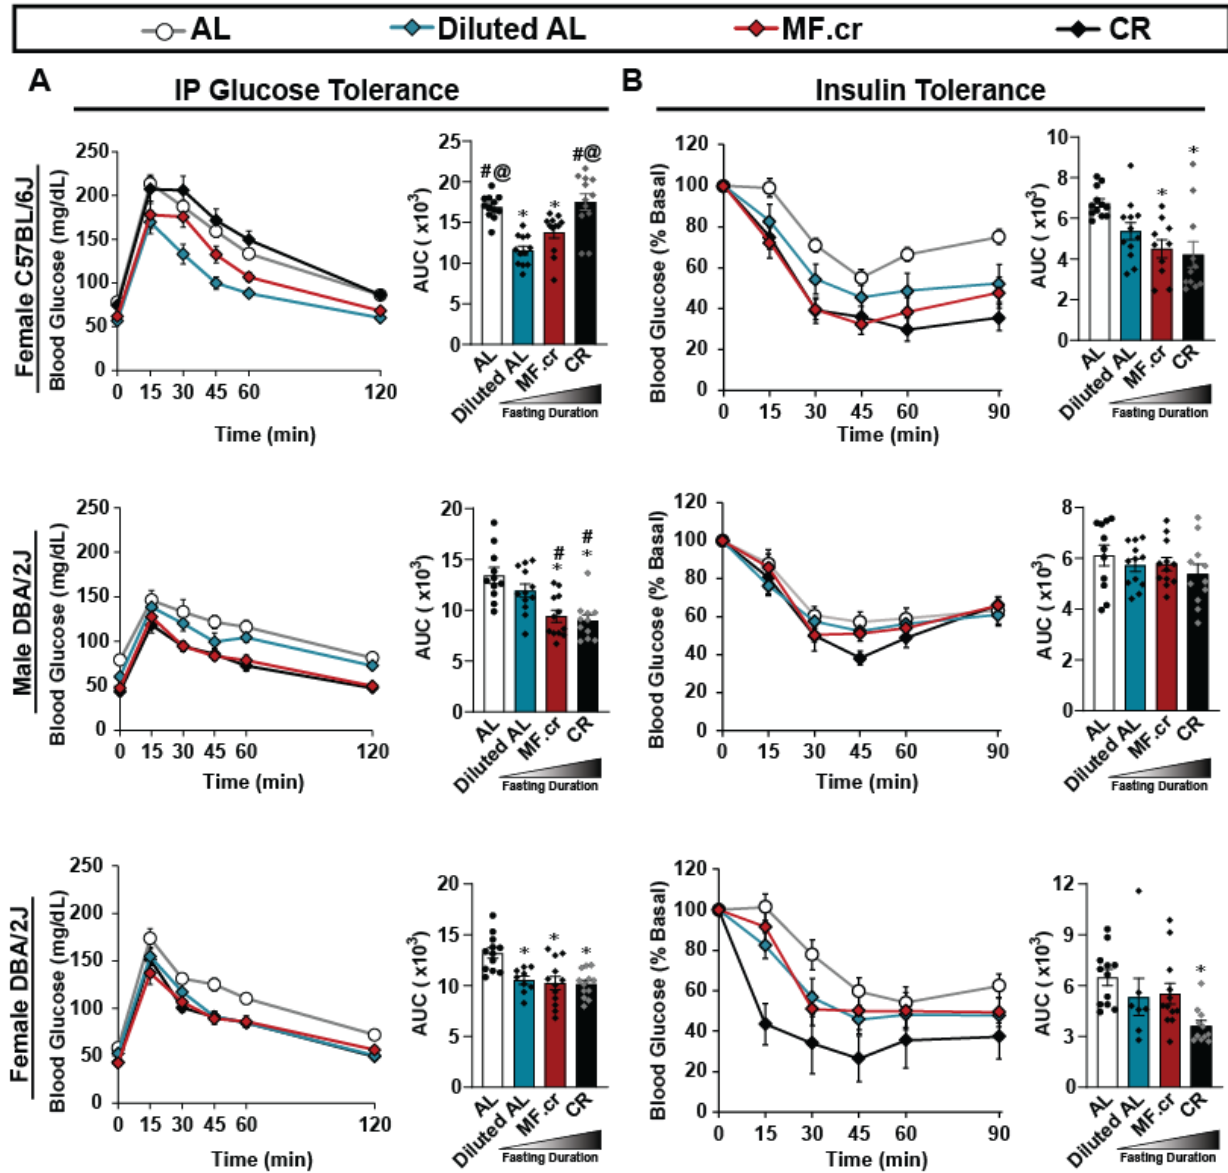 AL Diluted AL MF.cr CR
A IP Glucose Tolerance B Insulin Tolerance
Female C57BL/6J
Blood Glucose (mg/dL)
250
200
150
100
50
0
0 15 30 45 60 120
Time (min)
AUC ( x10³)
25
20
15
10
5
0
#@ * * #@
AL Diluted AL MF.cr CR
Fasting Duration
Blood Glucose (% Basal)
120
100
80
60
40
20
0
0 15 30 45 60 90
Time (min)
AUC ( x10³)
10
8
6
4
2
0
* *
AL Diluted AL MF.cr CR
Fasting Duration
Male DBA/2J
Blood Glucose (mg/dL)
250
200
150
100
50
0
0 15 30 45 60 120
Time (min)
AUC ( x10³)
20
15
10
5
0
# #
* *
AL Diluted AL MF.cr CR
Fasting Duration
Blood Glucose (% Basal)
120
100
80
60
40
20
0
0 15 30 45 60 90
Time (min)
AUC ( x10³)
8
6
4
2
0
AL Diluted AL MF.cr CR
Fasting Duration
Female DBA/2J
Blood Glucose (mg/dL)
250
200
150
100
50
0
0 15 30 45 60 120
Time (min)
AUC ( x10³)
20
15
10
5
0
* * *
AL Diluted AL MF.cr CR
Fasting Duration
Blood Glucose (% Basal)
120
100
80
60
40
20
0
0 15 30 45 60 90
Time (min)
AUC ( x10³)
12
9
6
3
0
*
AL Diluted AL MF.cr CR
Fasting Duration